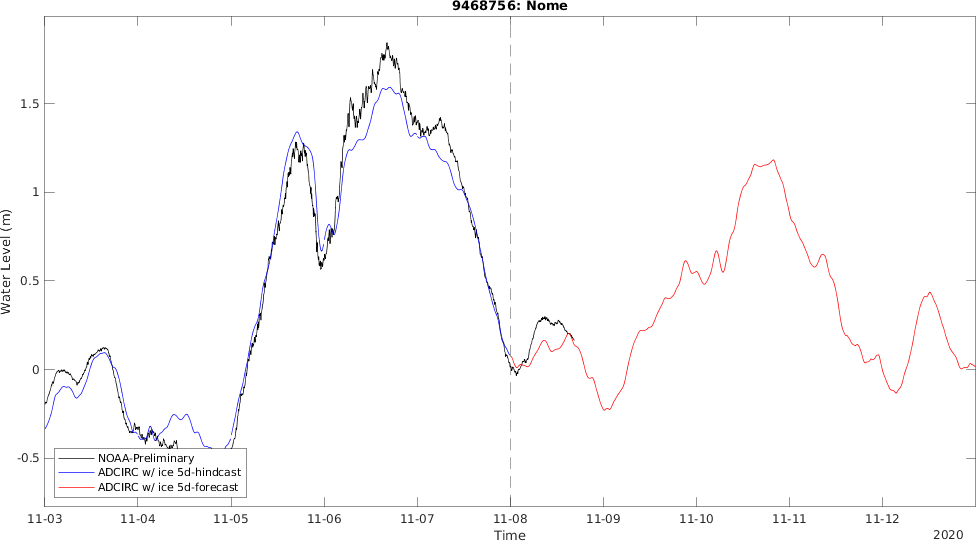 9468756: Nome
Water Level (m)
1.5
1
0.5
0
-0.5
NOAA-Preliminary
ADCIRC w/ ice 5d-hindcast
ADCIRC w/ ice 5d-forecast
11-03 11-04 11-05 11-06 11-07 11-08 11-09 11-10 11-11 11-12
Time
2020